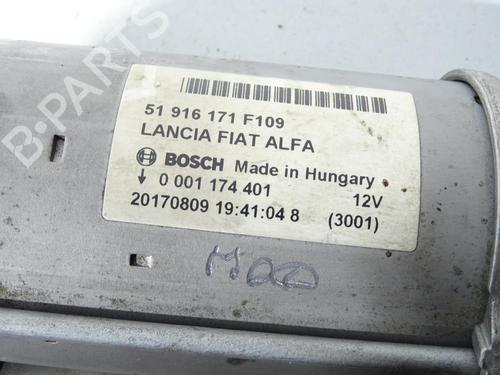 B-PARTS
51 916 171 F109
LANCIA FIAT ALFA
BOSCH Made in Hungary
0 001 174 401 12V
20170809 19:41:04 8 (3001)